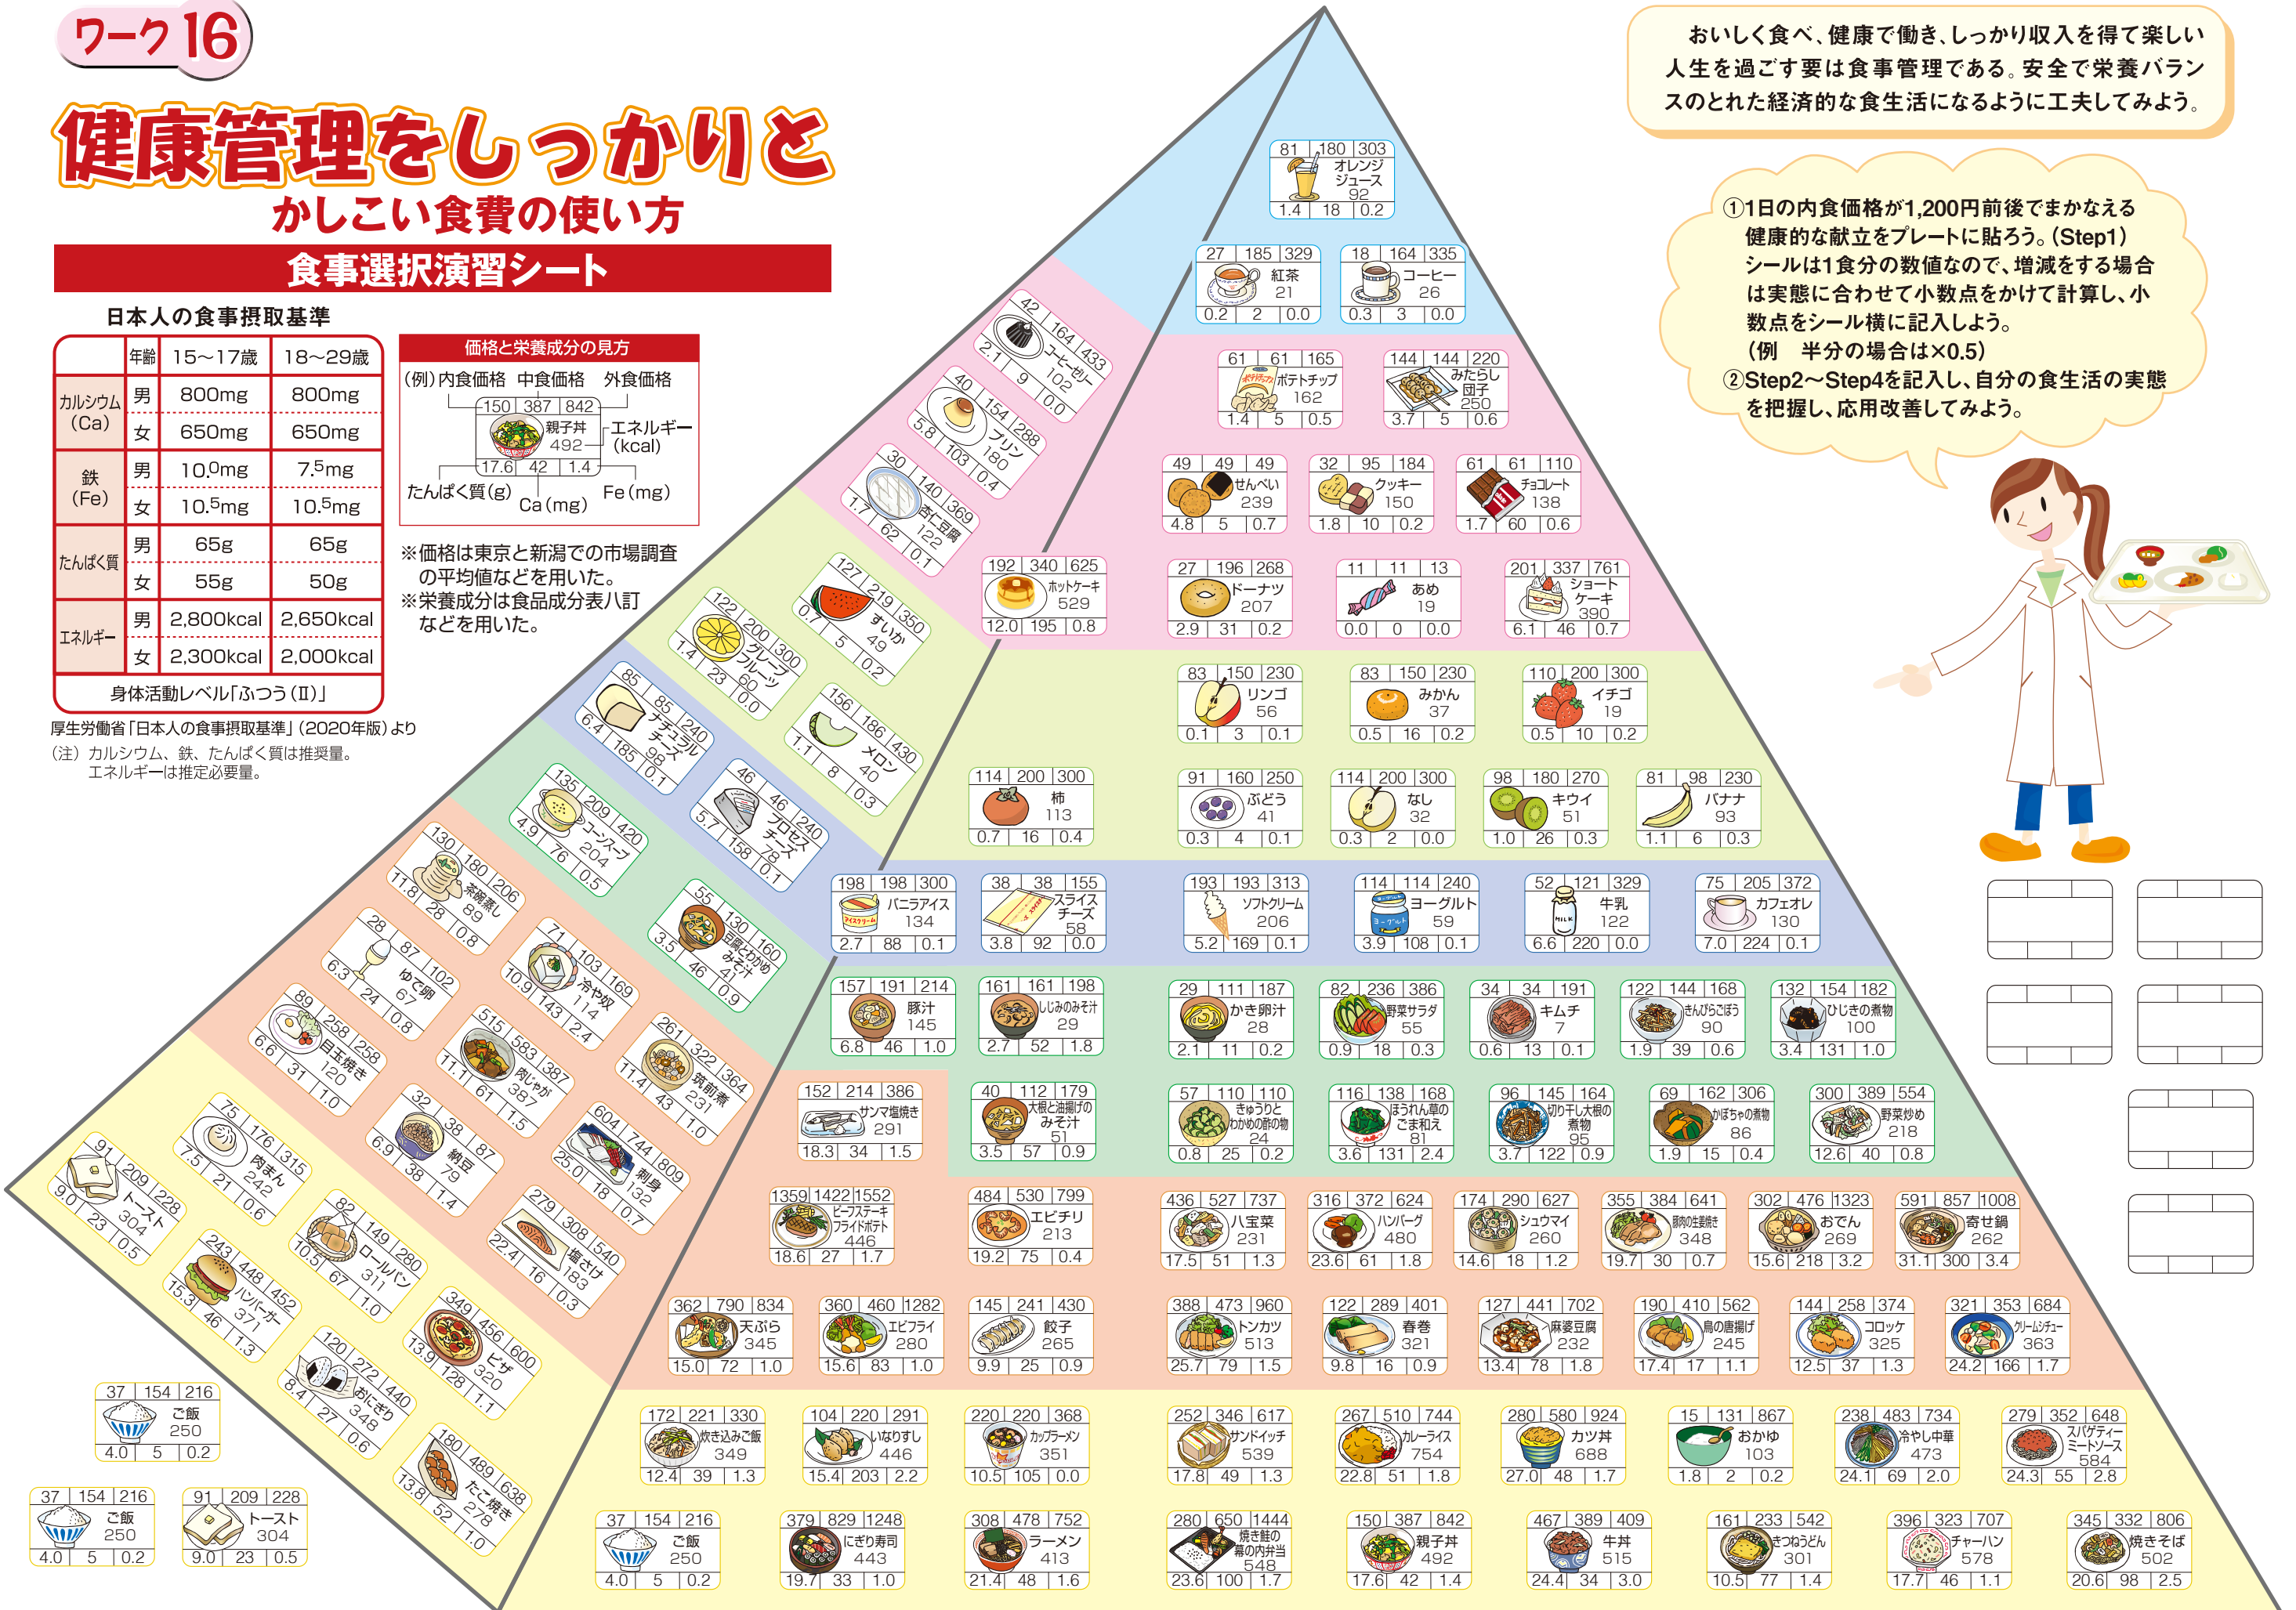 ワーク16
健康管理をしっかりと
かしこい食費の使い方
食事選択演習シート
日本人の食事摂取基準
年齢 15〜17歳 18〜29歳
カルシウム(Ca) 男 800mg 800mg
女 650mg 650mg
鉄(Fe) 男 10.0mg 7.5mg
女 10.5mg 10.5mg
たんぱく質 男 65g 65g
女 55g 50g
エネルギー 男 2,800kcal 2,650kcal
女 2,300kcal 2,000kcal
身体活動レベル「ふつう(Ⅱ)」
厚生労働省「日本人の食事摂取基準」(2020年版)より
(注) カルシウム、鉄、たんぱく質は推奨量。
エネルギーは推定必要量。
価格と栄養成分の見方
(例)内食価格 中食価格 外食価格
150 387 842
親子丼
492
エネルギー
(kcal)
17.6 42 1.4
たんぱく質(g)
Ca(mg)
Fe(mg)
※価格は東京と新潟での市場調査
の平均値などを用いた。
※栄養成分は食品成分表八訂
などを用いた。
おいしく食べ、健康で働き、しっかり収入を得て楽しい
人生を過ごす要は食事管理である。安全で栄養バラン
スのとれた経済的な食生活になるように工夫してみよう。
①1日の内食価格が1,200円前後でまかなえる
健康的な献立をプレートに貼ろう。(Step1)
シールは1食分の数値なので、増減をする場合
は実態に合わせて小数点をかけて計算し、小
数点をシール横に記入しよう。
(例 半分の場合は×0.5)
②Step2〜Step4を記入し、自分の食生活の実態
を把握し、応用改善してみよう。
81 180 303
オレンジ
ジュース
92
1.4 18 0.2
27 185 329
紅茶
21
0.2 2 0.0
18 164 335
コーヒー
26
0.3 3 0.0
42 164 433
コーヒーゼリー
102
2.1 9 0.0
40 154 288
プリン
180
5.8 103 0.4
30 140 369
杏仁豆腐
122
1.7 62 0.1
61 61 165
ポテトチップ
162
1.4 5 0.5
144 144 220
みたらし
団子
250
3.7 5 0.6
49 49 49
せんべい
239
4.8 5 0.7
32 95 184
クッキー
150
1.8 10 0.2
61 61 110
チョコレート
138
1.7 60 0.6
192 340 625
ホットケーキ
529
12.0 195 0.8
27 196 268
ドーナツ
207
2.9 31 0.2
11 11 13
あめ
19
0.0 0 0.0
201 337 761
ショート
ケーキ
390
6.1 46 0.7
127 219 350
すいか
49
0.7 5 0.2
122 200 300
グレープ
フルーツ
60
1.4 23 0.0
156 186 430
メロン
40
1.1 8 0.3
83 150 230
リンゴ
56
0.1 3 0.1
83 150 230
みかん
37
0.5 16 0.2
110 200 300
イチゴ
19
0.5 10 0.2
114 200 300
柿
113
0.7 16 0.4
91 160 250
ぶどう
41
0.3 4 0.1
114 200 300
なし
32
0.3 2 0.0
98 180 270
キウイ
51
1.0 26 0.3
81 98 230
バナナ
93
1.1 6 0.3
85 85 240
ナチュラル
チーズ
98
6.4 185 0.1
46 46 240
プロセス
チーズ
78
5.7 158 0.1
198 198 300
バニラアイス
134
2.7 88 0.1
38 38 155
スライス
チーズ
58
3.8 92 0.0
193 193 313
ソフトクリーム
206
5.2 169 0.1
114 114 240
ヨーグルト
59
3.9 108 0.1
52 121 329
牛乳
122
6.6 220 0.0
75 205 372
カフェオレ
130
7.0 224 0.1
135 209 420
コーンスープ
204
4.9 76 0.5
55 130 160
豆腐とわかめ
みそ汁
41
3.5 46 0.9
157 191 214
豚汁
145
6.8 46 1.0
161 161 198
しじみのみそ汁
29
2.7 52 1.8
29 111 187
かき卵汁
28
2.1 11 0.2
82 236 386
野菜サラダ
55
0.9 18 0.3
34 34 191
キムチ
7
0.6 13 0.1
122 144 168
きんぴらごぼう
90
1.9 39 0.6
132 154 182
ひじきの煮物
100
3.4 131 1.0
40 112 179
大根と油揚げの
みそ汁
51
3.5 57 0.9
57 110 110
きゅうりと
わかめの酢の物
24
0.8 25 0.2
116 138 168
ほうれん草の
ごま和え
81
3.6 131 2.4
96 145 164
切り干し大根の
煮物
95
3.7 122 0.9
69 162 306
かぼちゃの煮物
86
1.9 15 0.4
300 389 554
野菜炒め
218
12.6 40 0.8
130 180 206
茶碗蒸し
89
11.8 28 0.8
28 87 102
ゆで卵
67
6.3 24 0.8
71 103 169
冷や奴
114
10.9 143 2.4
89 258 258
目玉焼き
120
6.6 31 1.0
515 583 387
肉じゃが
387
11.1 61 1.5
261 322 364
筑前煮
231
11.4 43 1.0
32 38 87
納豆
79
6.9 38 1.4
604 744 809
刺身
132
25.0 18 0.7
279 308 540
塩さけ
183
22.4 16 0.3
152 214 386
サンマ塩焼き
291
18.3 34 1.5
1359 1422 1552
ビーフステーキ
フライドポテト
446
18.6 27 1.7
484 530 799
エビチリ
213
19.2 75 0.4
436 527 737
八宝菜
231
17.5 51 1.3
316 372 624
ハンバーグ
480
23.6 61 1.8
174 290 627
シュウマイ
260
14.6 18 1.2
355 384 641
豚肉の生姜焼き
348
19.7 30 0.7
302 476 1323
おでん
269
15.6 218 3.2
591 857 1008
寄せ鍋
262
31.1 300 3.4
362 790 834
天ぷら
345
15.0 72 1.0
360 460 1282
エビフライ
280
15.6 83 1.0
145 241 430
餃子
265
9.9 25 0.9
388 473 960
トンカツ
513
25.7 79 1.5
122 289 401
春巻
321
9.8 16 0.9
127 441 702
麻婆豆腐
232
13.4 78 1.8
190 410 562
鳥の唐揚げ
245
17.4 17 1.1
144 258 374
コロッケ
325
12.5 37 1.3
321 353 684
クリームシチュー
363
24.2 166 1.7
75 176 315
肉まん
242
7.5 21 0.6
91 209 228
トースト
304
9.0 23 0.5
82 149 280
ロールパン
311
10.5 67 1.0
243 448 452
ハンバーガー
371
15.3 46 1.3
349 456 600
ピザ
320
13.9 128 1.1
120 272 440
おにぎり
348
8.4 27 0.6
180 489 638
たこ焼き
278
13.8 52 1.0
37 154 216
ご飯
250
4.0 5 0.2
37 154 216
ご飯
250
4.0 5 0.2
91 209 228
トースト
304
9.0 23 0.5
172 221 330
炊き込みご飯
349
12.4 39 1.3
104 220 291
いなりずし
446
15.4 203 2.2
220 220 368
カップラーメン
351
10.5 105 0.0
252 346 617
サンドイッチ
539
17.8 49 1.3
267 510 744
カレーライス
754
22.8 51 1.8
280 580 924
カツ丼
688
27.0 48 1.7
15 131 867
おかゆ
103
1.8 2 0.2
238 483 734
冷やし中華
473
24.1 69 2.0
279 352 648
スパゲティー
ミートソース
584
24.3 55 2.8
37 154 216
ご飯
250
4.0 5 0.2
379 829 1248
にぎり寿司
443
19.7 33 1.0
308 478 752
ラーメン
413
21.4 48 1.6
280 650 1444
焼き鮭の
幕の内弁当
548
23.6 100 1.7
150 387 842
親子丼
492
17.6 42 1.4
467 389 409
牛丼
515
24.4 34 3.0
161 233 542
きつねうどん
301
10.5 77 1.4
396 323 707
チャーハン
578
17.7 46 1.1
345 332 806
焼きそば
502
20.6 98 2.5